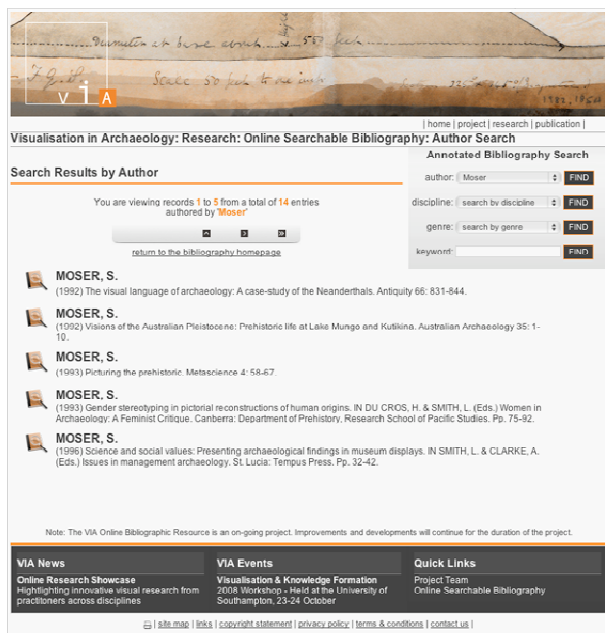 Diameter at base about 550 feet
Height
F.G.S.
Scale 50 feet to one inch
viA
| home | project | research | publication |
Visualisation in Archaeology: Research: Online Searchable Bibliography: Author Search
Annotated Bibliography Search
author: Moser FIND
discipline: search by discipline FIND
genre: search by genre FIND
keyword: FIND
Search Results by Author
You are viewing records 1 to 5 from a total of 14 entries
authored by 'Moser'
return to the bibliography homepage
MOSER, S.
(1992) The visual language of archaeology: A case-study of the Neanderthals. Antiquity 66: 831-844.
MOSER, S.
(1992) Visions of the Australian Pleistocene: Prehistoric life at Lake Mungo and Kutikina. Australian Archaeology 35: 1-
10.
MOSER, S.
(1993) Picturing the prehistoric. Metascience 4: 58-67.
MOSER, S.
(1993) Gender stereotyping in pictorial reconstructions of human origins. IN DU CROS, H. & SMITH, L. (Eds.) Women in
Archaeology: A Feminist Critique. Canberra: Department of Prehistory, Research School of Pacific Studies. Pp. 75-92.
MOSER, S.
(1996) Science and social values: Presenting archaeological findings in museum displays. IN SMITH, L. & CLARKE, A.
(Eds.) Issues in management archaeology. St. Lucia: Tempus Press. Pp. 32-42.
Note: The VIA Online Bibliographic Resource is an on-going project. Improvements and developments will continue for the duration of the project.
VIA News
Online Research Showcase
Hightlighting innovative visual research from
practitoners across disciplines
VIA Events
Visualisation & Knowledge Formation
2008 Workshop - Held at the University of
Southampton, 23-24 October
Quick Links
Project Team
Online Searchable Bibliography
| site map | links | copyright statement | privacy policy | terms & conditions | contact us |